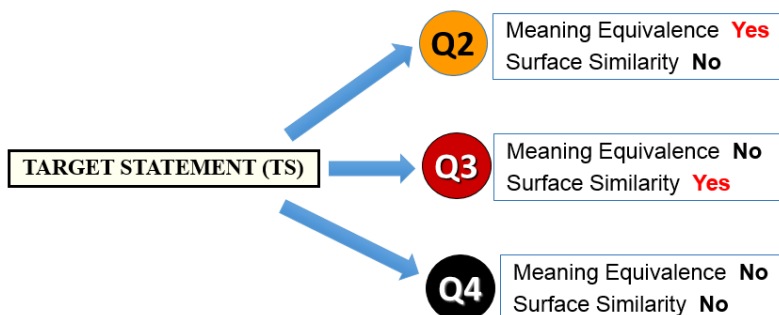 Q2
Meaning Equivalence Yes
Surface Similarity No
TARGET STATEMENT (TS)
Q3
Meaning Equivalence No
Surface Similarity Yes
Q4
Meaning Equivalence No
Surface Similarity No